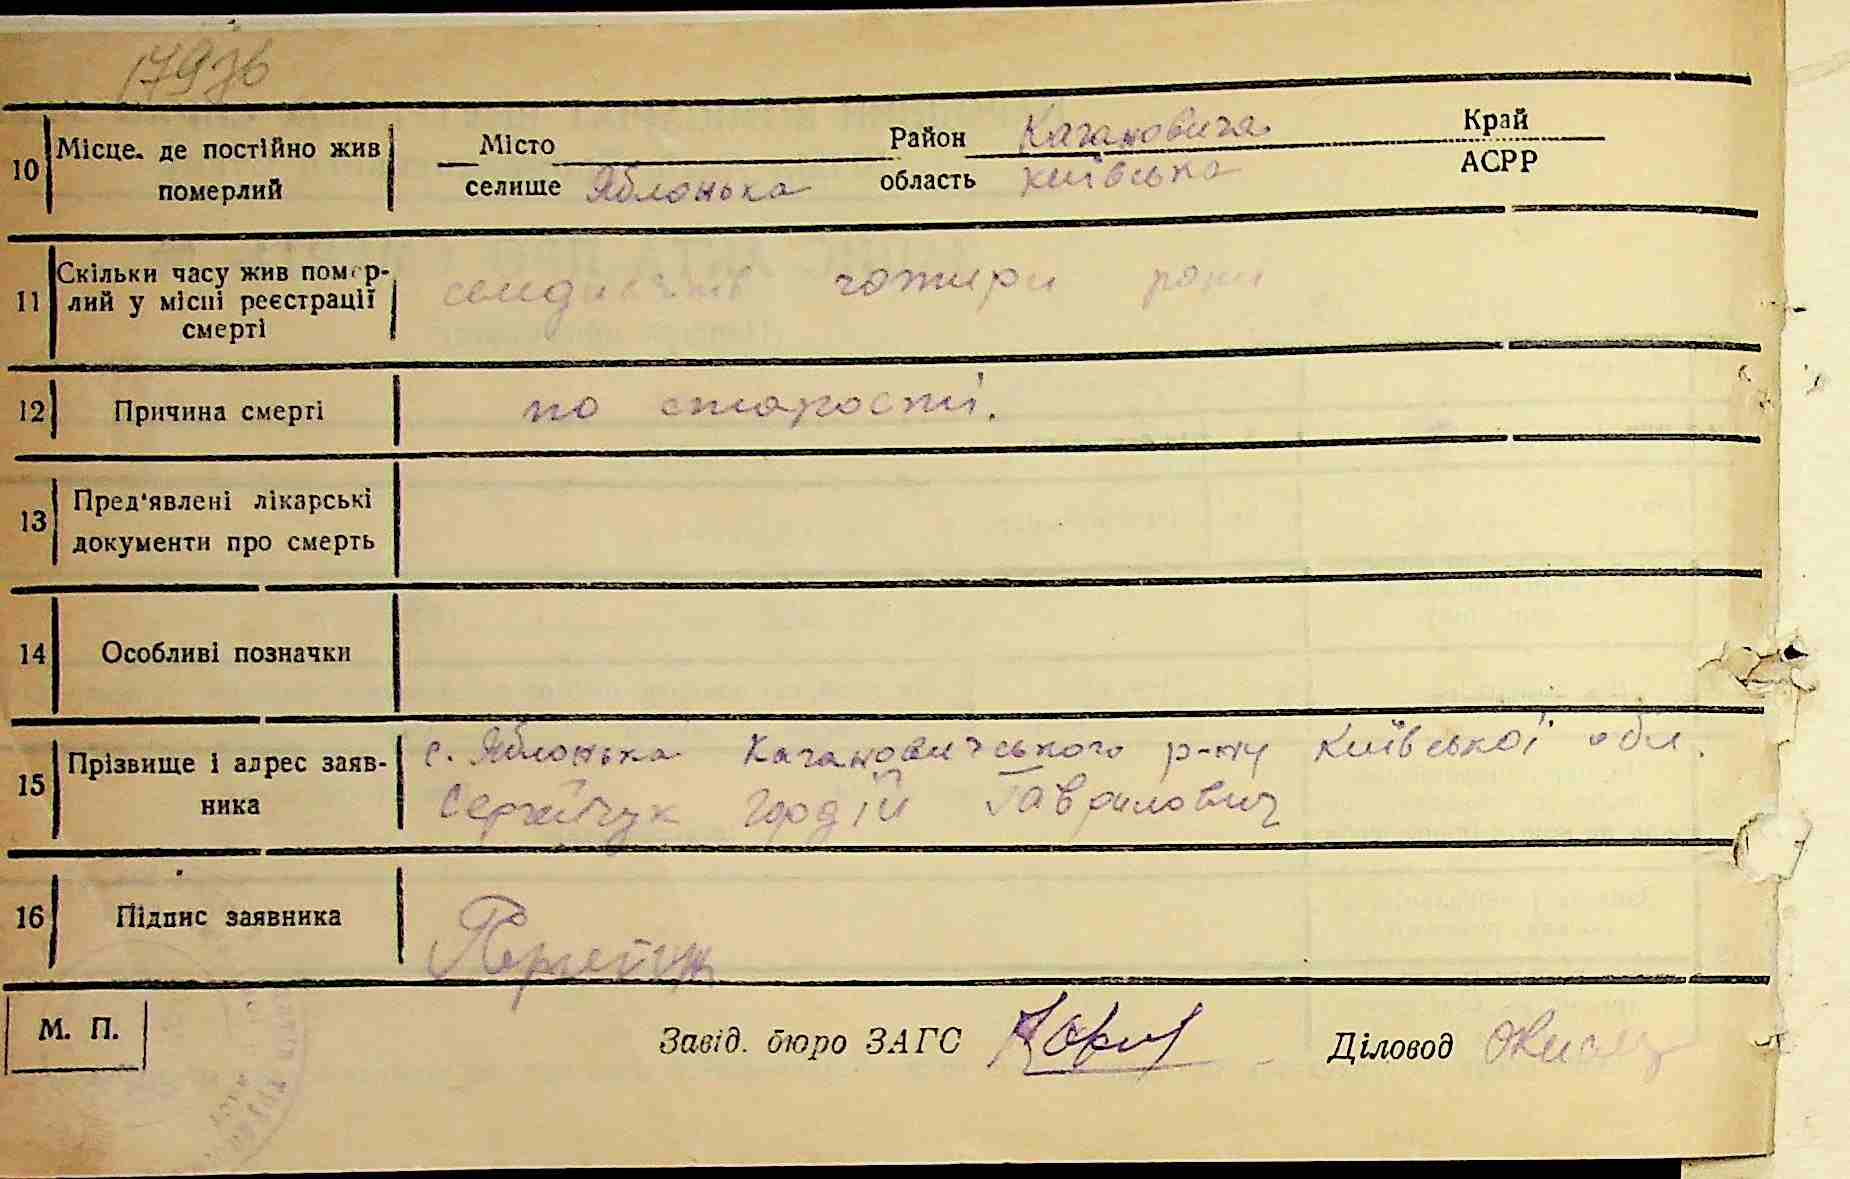 179зв
10 Місце, де постійно жив померлий
Місто Район Кагановича Край
селище Яблонька область Київська АСРР
11 Скільки часу жив померлий у місці реєстрації смерті
чотири роки
12 Причина смерті по старості.
13 Пред'явлені лікарські документи про смерть
14 Особливі позначки
15 Прізвище і адрес заявника
с. Яблонька Кагановичського р-ну Київської обл.
Сергейчук Гордій Гаврилович
16 Підпис заявника
Сергейчук
М. П. Завід. бюро ЗАГС Діловод